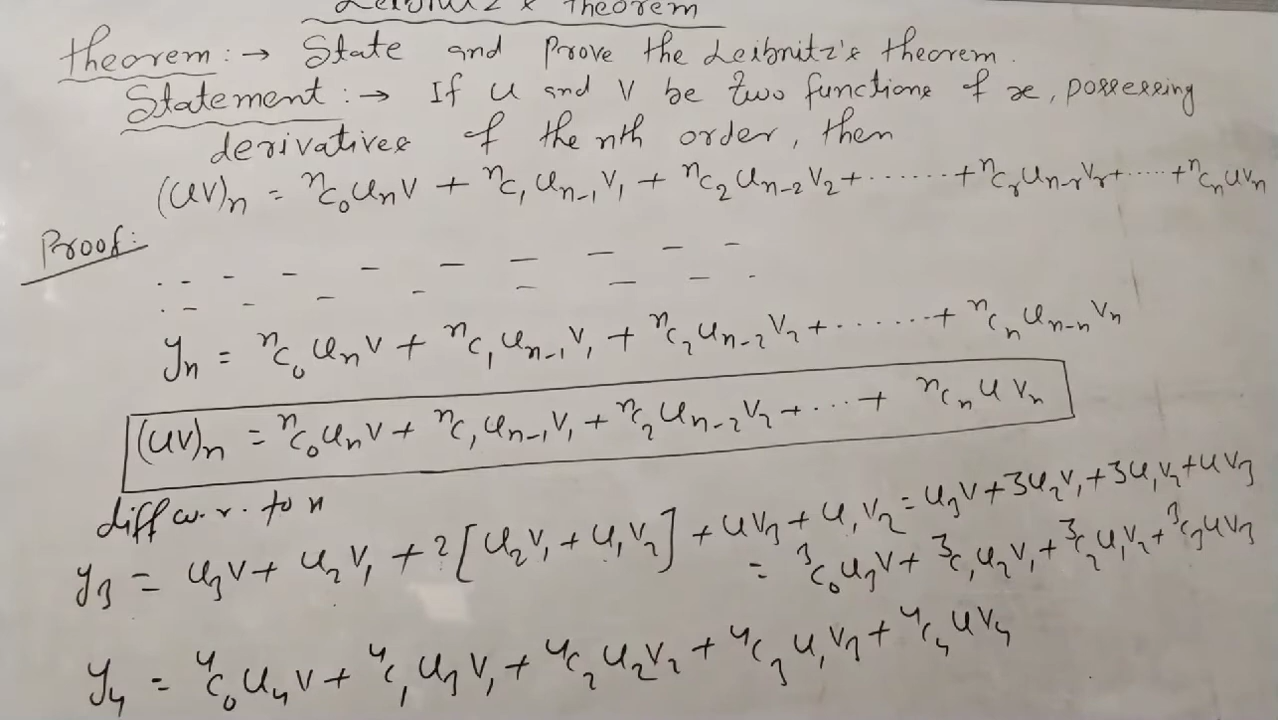 Leibnitz's Theorem
Theorem :→ State and Prove the Leibnitz's theorem.
Statement :→ If u and v be two functions of x, possessing
derivatives of the nth order, then
(uv)ₙ = ⁿC₀uₙv + ⁿC₁uₙ₋₁v₁ + ⁿC₂uₙ₋₂v₂ + ...... + ⁿCᵣuₙ₋ᵣvᵣ + ..... + ⁿCₙuvₙ
Proof:
yₙ = ⁿC₀uₙv + ⁿC₁uₙ₋₁v₁ + ⁿC₂uₙ₋₂v₂ + ....... + ⁿCₙuₙ₋ₙvₙ
(uv)ₙ = ⁿC₀uₙv + ⁿC₁uₙ₋₁v₁ + ⁿC₂uₙ₋₂v₂ + ... + ⁿCₙ u vₙ
diff w.r. to x
y₃ = u₃v + u₂v₁ + 2[u₂v₁ + u₁v₂] + uv₃ + u₁v₂ = u₃v + 3u₂v₁ + 3u₁v₂ + uv₃
= ³C₀u₃v + ³C₁u₂v₁ + ³C₂u₁v₂ + ³C₃uv₃
y₄ = ⁴C₀u₄v + ⁴C₁u₃v₁ + ⁴C₂u₂v₂ + ⁴C₃u₁v₃ + ⁴C₄uv₄